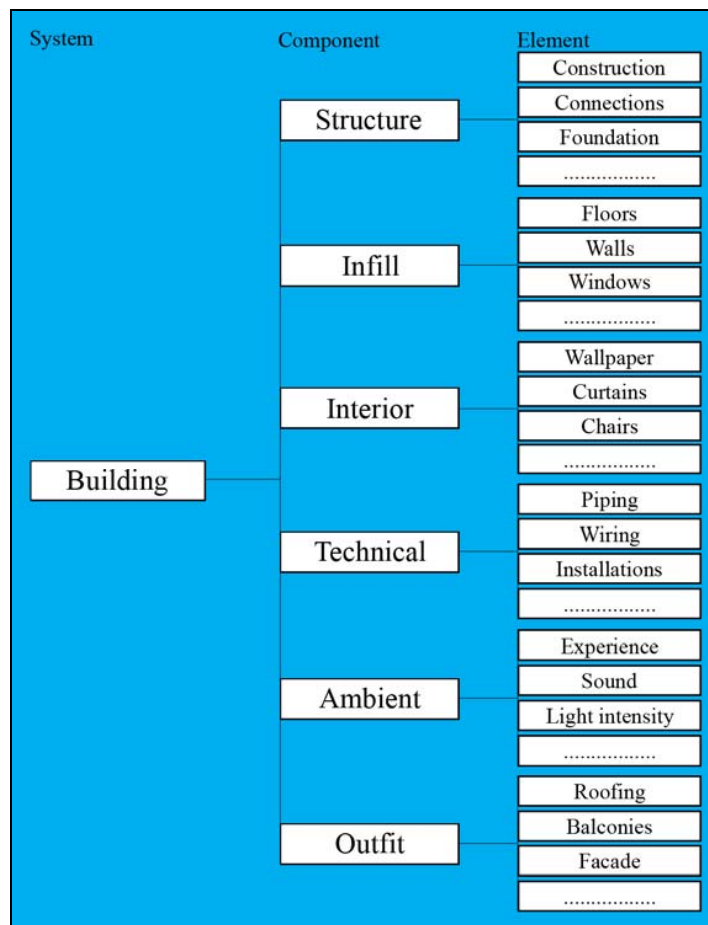 System
Component
Element
Building
Structure
Construction
Connections
Foundation
.................
Infill
Floors
Walls
Windows
.................
Interior
Wallpaper
Curtains
Chairs
.................
Technical
Piping
Wiring
Installations
.................
Ambient
Experience
Sound
Light intensity
.................
Outfit
Roofing
Balconies
Facade
.................